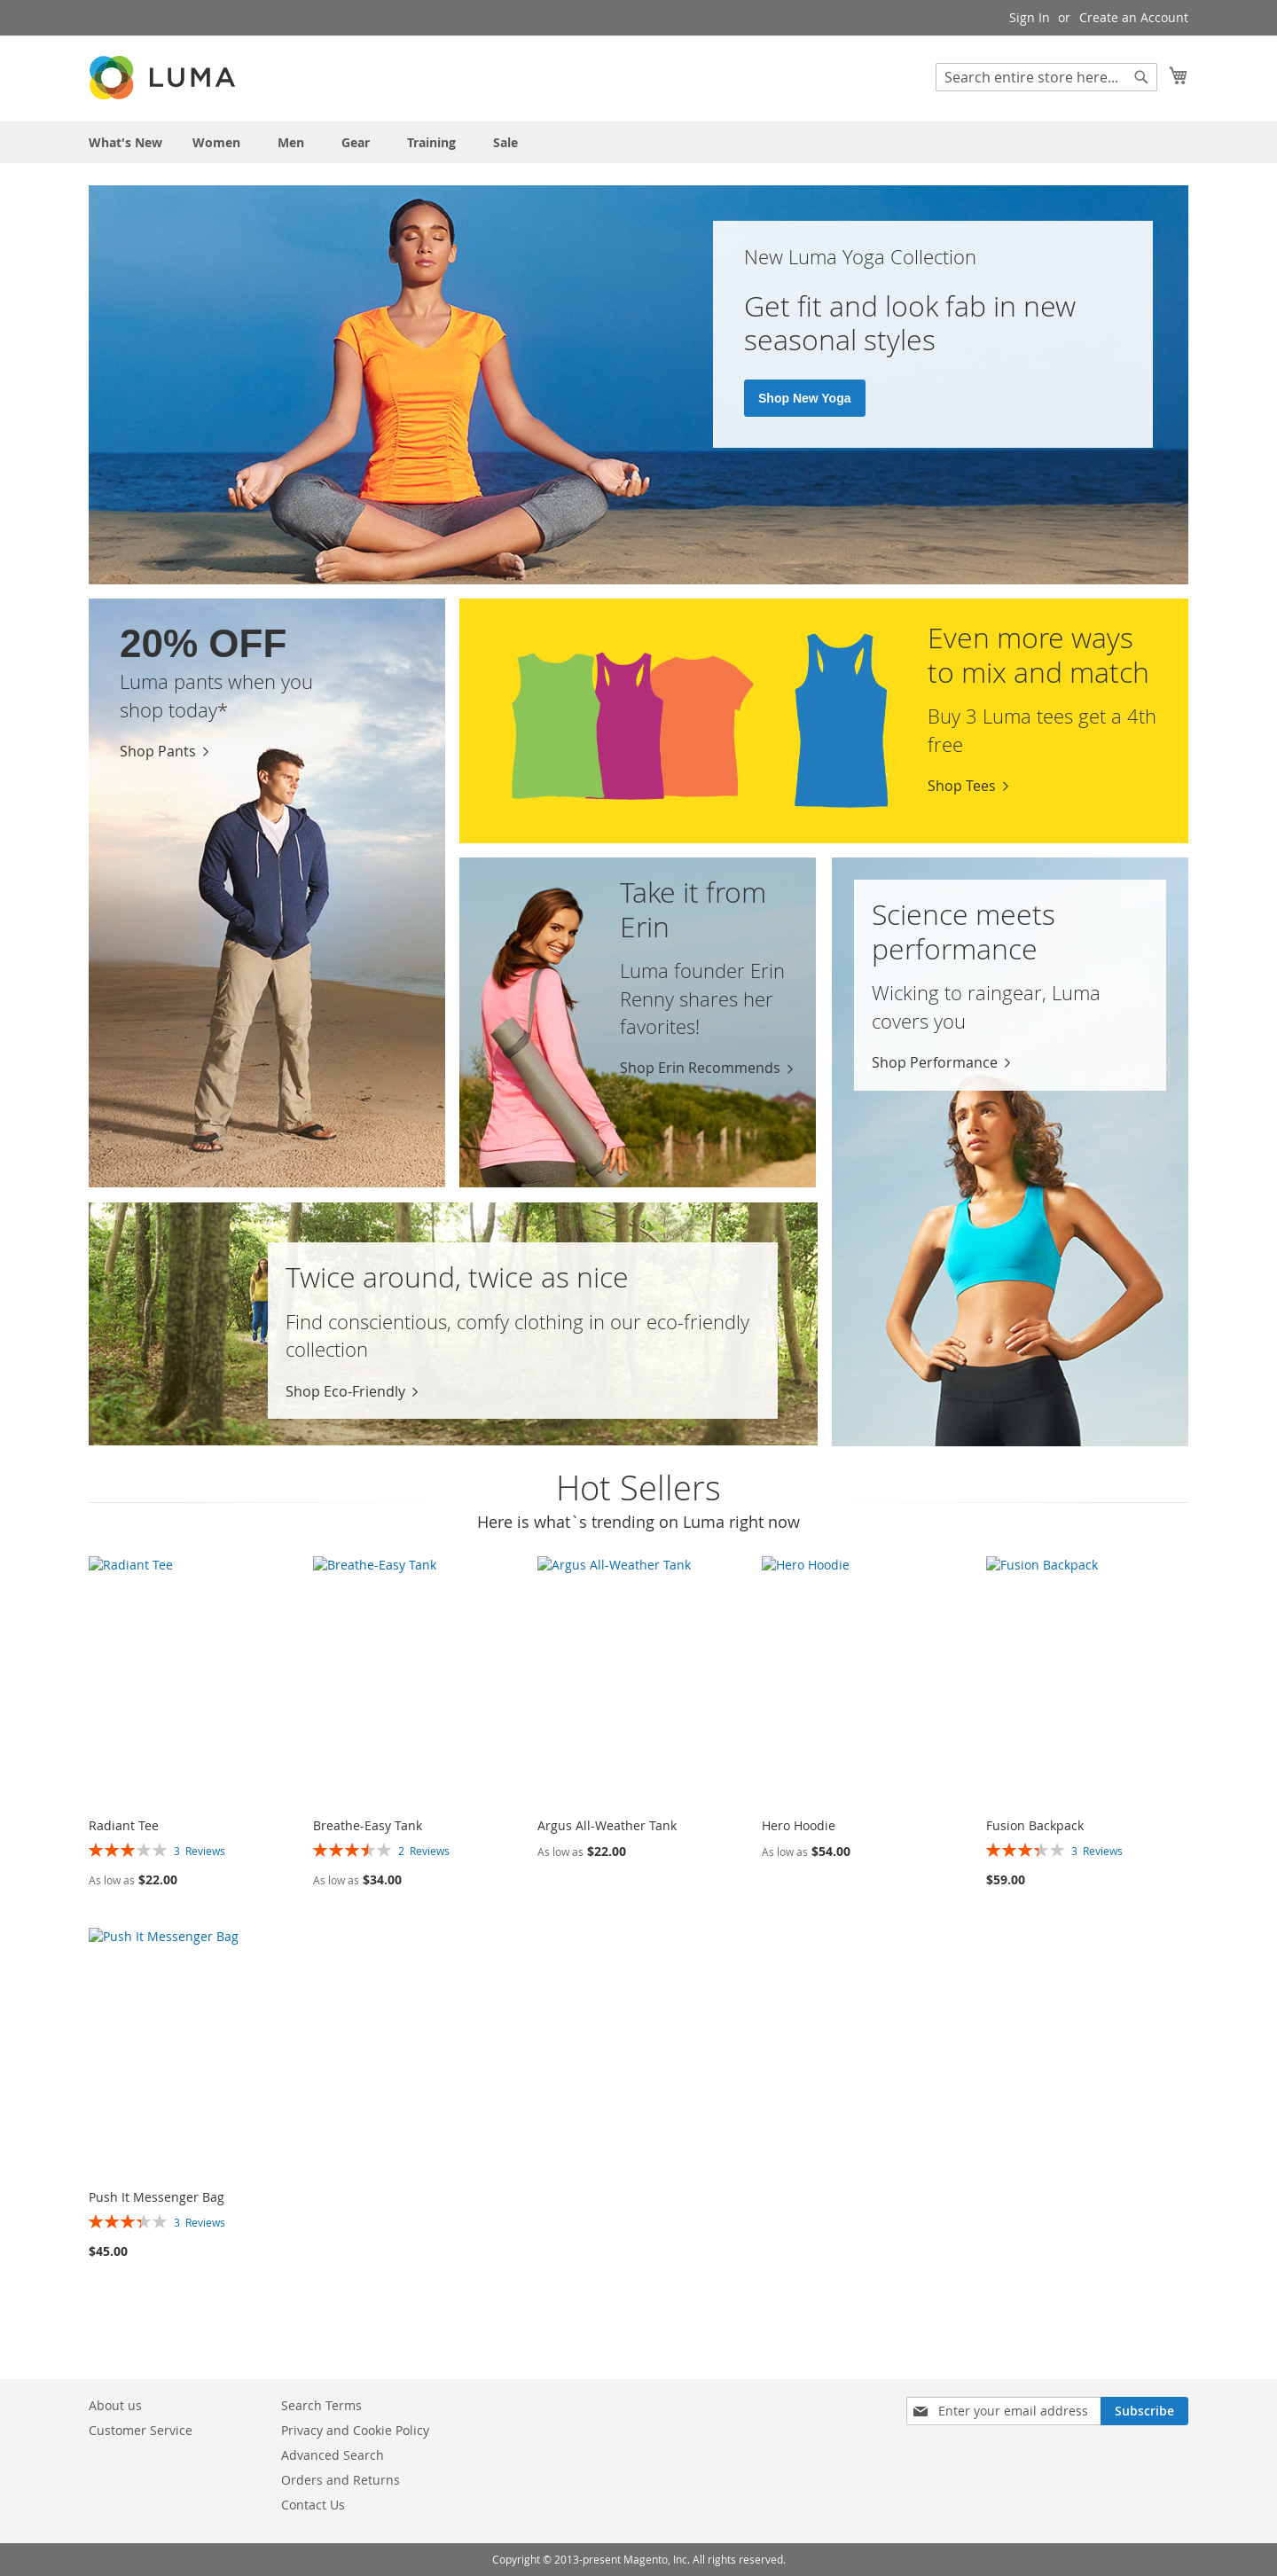 Sign In or Create an Account
LUMA
Search entire store here...
What's New Women Men Gear Training Sale
New Luma Yoga Collection
Get fit and look fab in new
seasonal styles
Shop New Yoga
20% OFF
Luma pants when you
shop today*
Shop Pants
Even more ways
to mix and match
Buy 3 Luma tees get a 4th
free
Shop Tees
Take it from
Erin
Luma founder Erin
Renny shares her
favorites!
Shop Erin Recommends
Science meets
performance
Wicking to raingear, Luma
covers you
Shop Performance
Twice around, twice as nice
Find conscientious, comfy clothing in our eco-friendly
collection
Shop Eco-Friendly
Hot Sellers
Here is what`s trending on Luma right now
Radiant Tee Breathe-Easy Tank Argus All-Weather Tank Hero Hoodie Fusion Backpack
Radiant Tee Breathe-Easy Tank Argus All-Weather Tank Hero Hoodie Fusion Backpack
3 Reviews 2 Reviews As low as $22.00 As low as $54.00 3 Reviews
As low as $22.00 As low as $34.00 $59.00
Push It Messenger Bag
Push It Messenger Bag
3 Reviews
$45.00
About us Search Terms Enter your email address Subscribe
Customer Service Privacy and Cookie Policy
Advanced Search
Orders and Returns
Contact Us
Copyright © 2013-present Magento, Inc. All rights reserved.